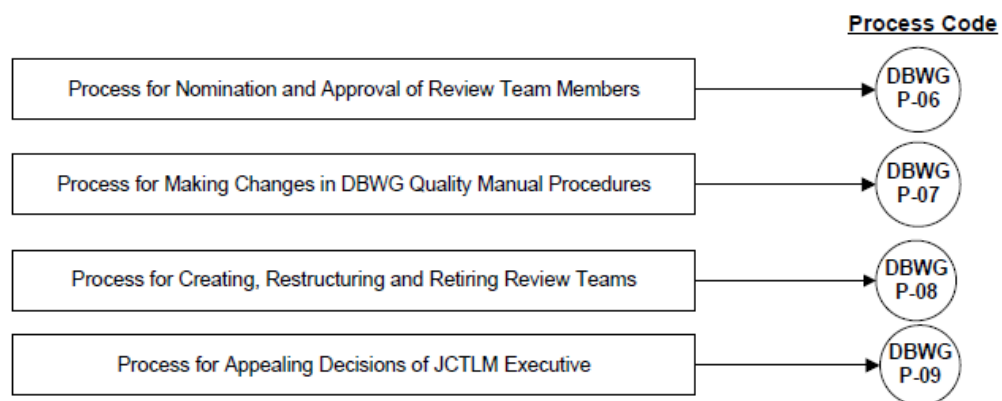 Process Code
Process for Nomination and Approval of Review Team Members
DBWG
P-06
Process for Making Changes in DBWG Quality Manual Procedures
DBWG
P-07
Process for Creating, Restructuring and Retiring Review Teams
DBWG
P-08
Process for Appealing Decisions of JCTLM Executive
DBWG
P-09